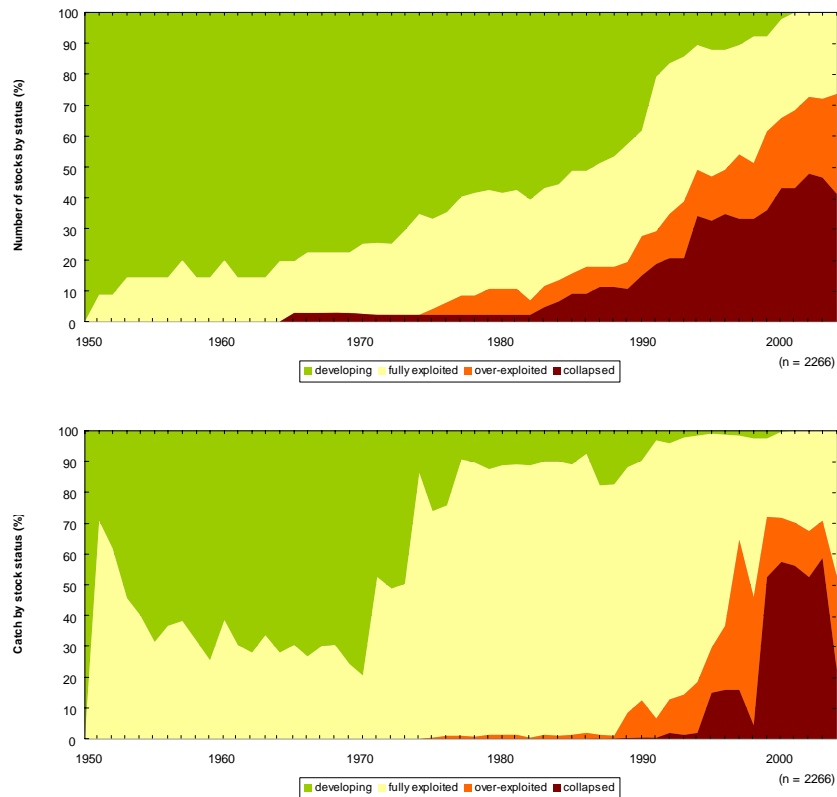 Number of stocks by status (%)
100
90
80
70
60
50
40
30
20
10
0
1950 1960 1970 1980 1990 2000
(n = 2266)
developing fully exploited over-exploited collapsed
Catch by stock status (%)
100
90
80
70
60
50
40
30
20
10
0
1950 1960 1970 1980 1990 2000
(n = 2266)
developing fully exploited over-exploited collapsed